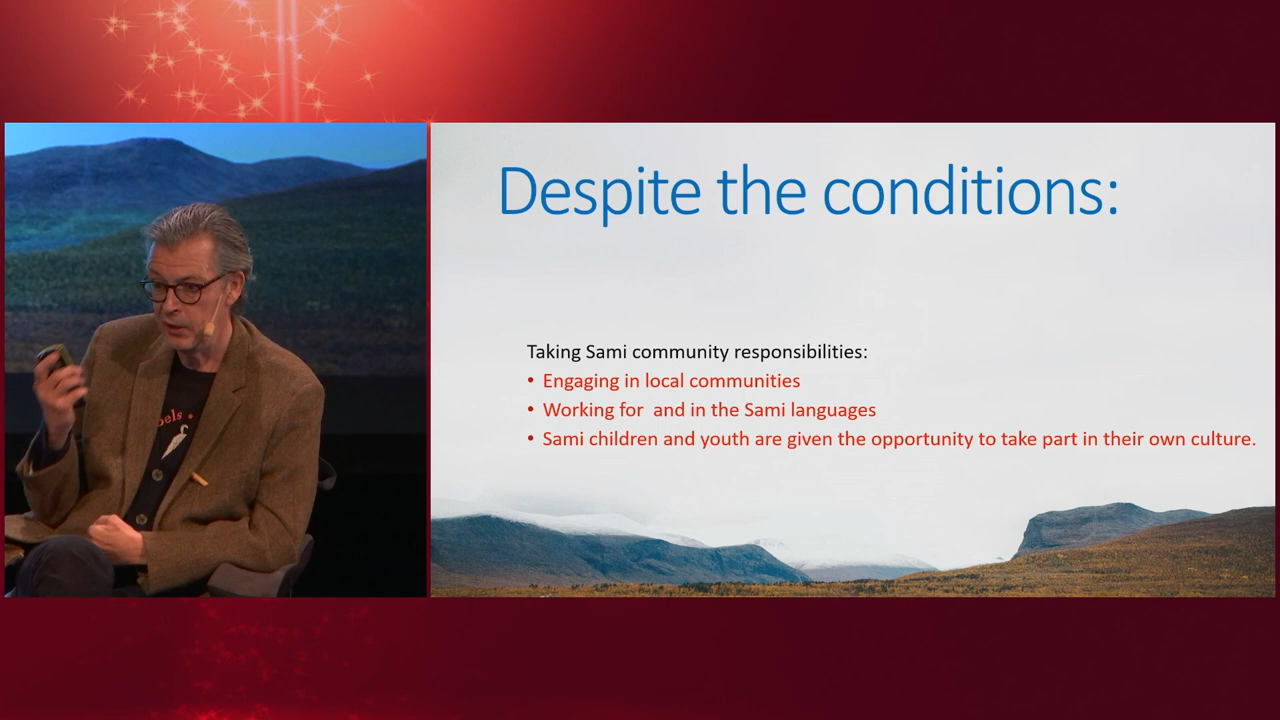 Despite the conditions:
Taking Sami community responsibilities:
• Engaging in local communities
• Working for  and in the Sami languages
• Sami children and youth are given the opportunity to take part in their own culture.